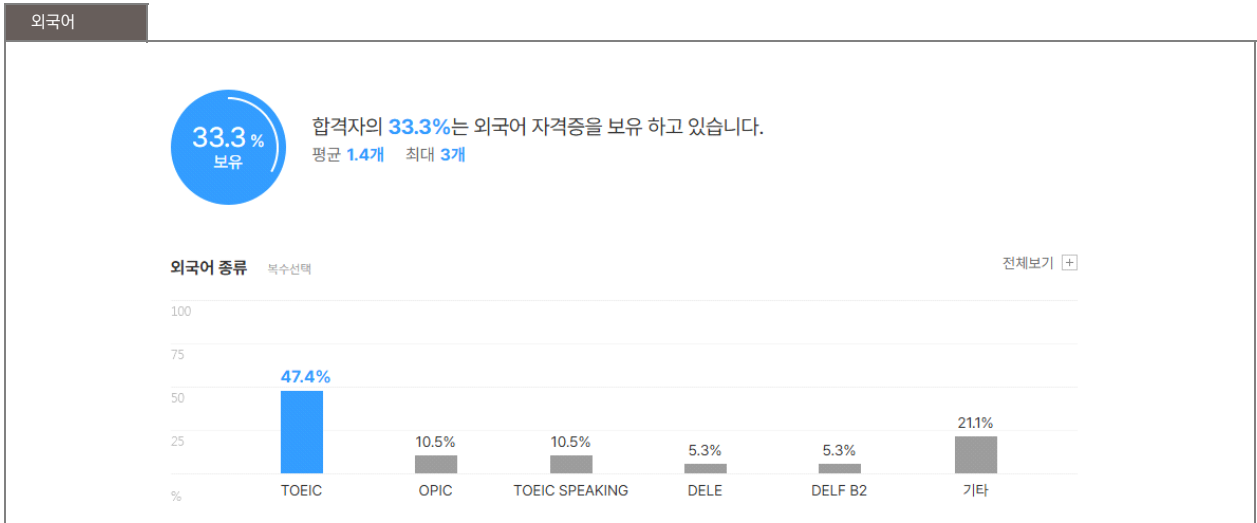 외국어
33.3 %
보유
합격자의 33.3%는 외국어 자격증을 보유 하고 있습니다.
평균 1.4개 최대 3개
외국어 종류 복수선택
전체보기 +
100
75
50
25
%
47.4%
10.5%
10.5%
5.3%
5.3%
21.1%
TOEIC
OPIC
TOEIC SPEAKING
DELE
DELF B2
기타